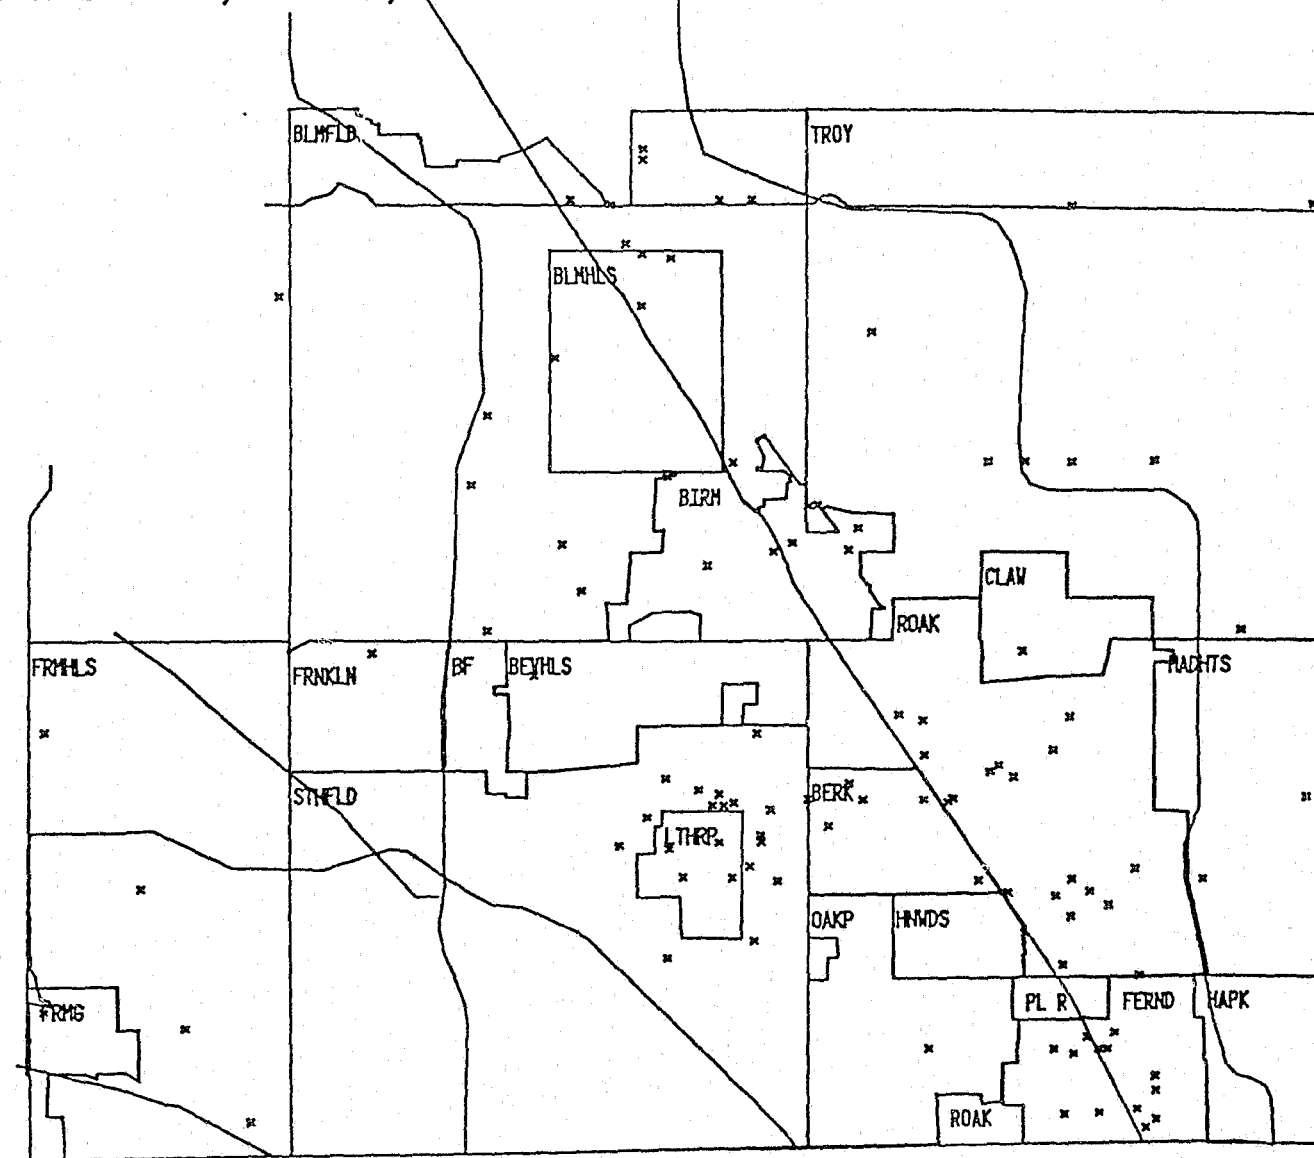 BLMFLD
TROY
BLMHLS
BIRM
CLAW
ROAK
FRMHLS
FRNKLN
BF
BEVHLS
MADHTS
STHFLD
BERK
LTHRP
OAKP
HNWDS
FRMG
PL R
FERND
HAPK
ROAK